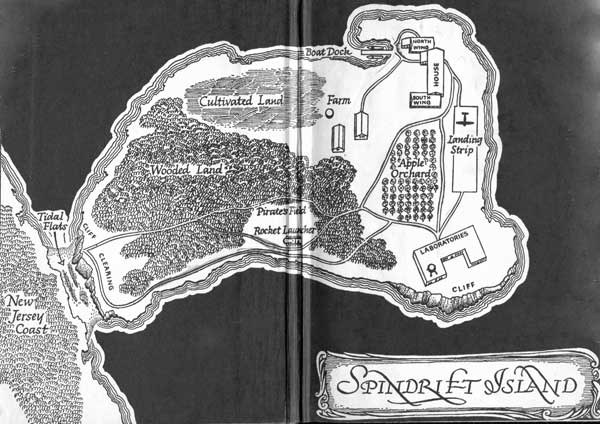 Boat Dock
NORTH
WING
HOUSE
SOUTH
WING
Cultivated Land
Farm
Landing
Strip
Wooded Land
Apple
Orchard
Pirate's Field
Rocket Launcher
Tidal
Flats
CLIFF
CLEARING
LABORATORIES
CLIFF
New
Jersey
Coast
SPINDRIFT ISLAND